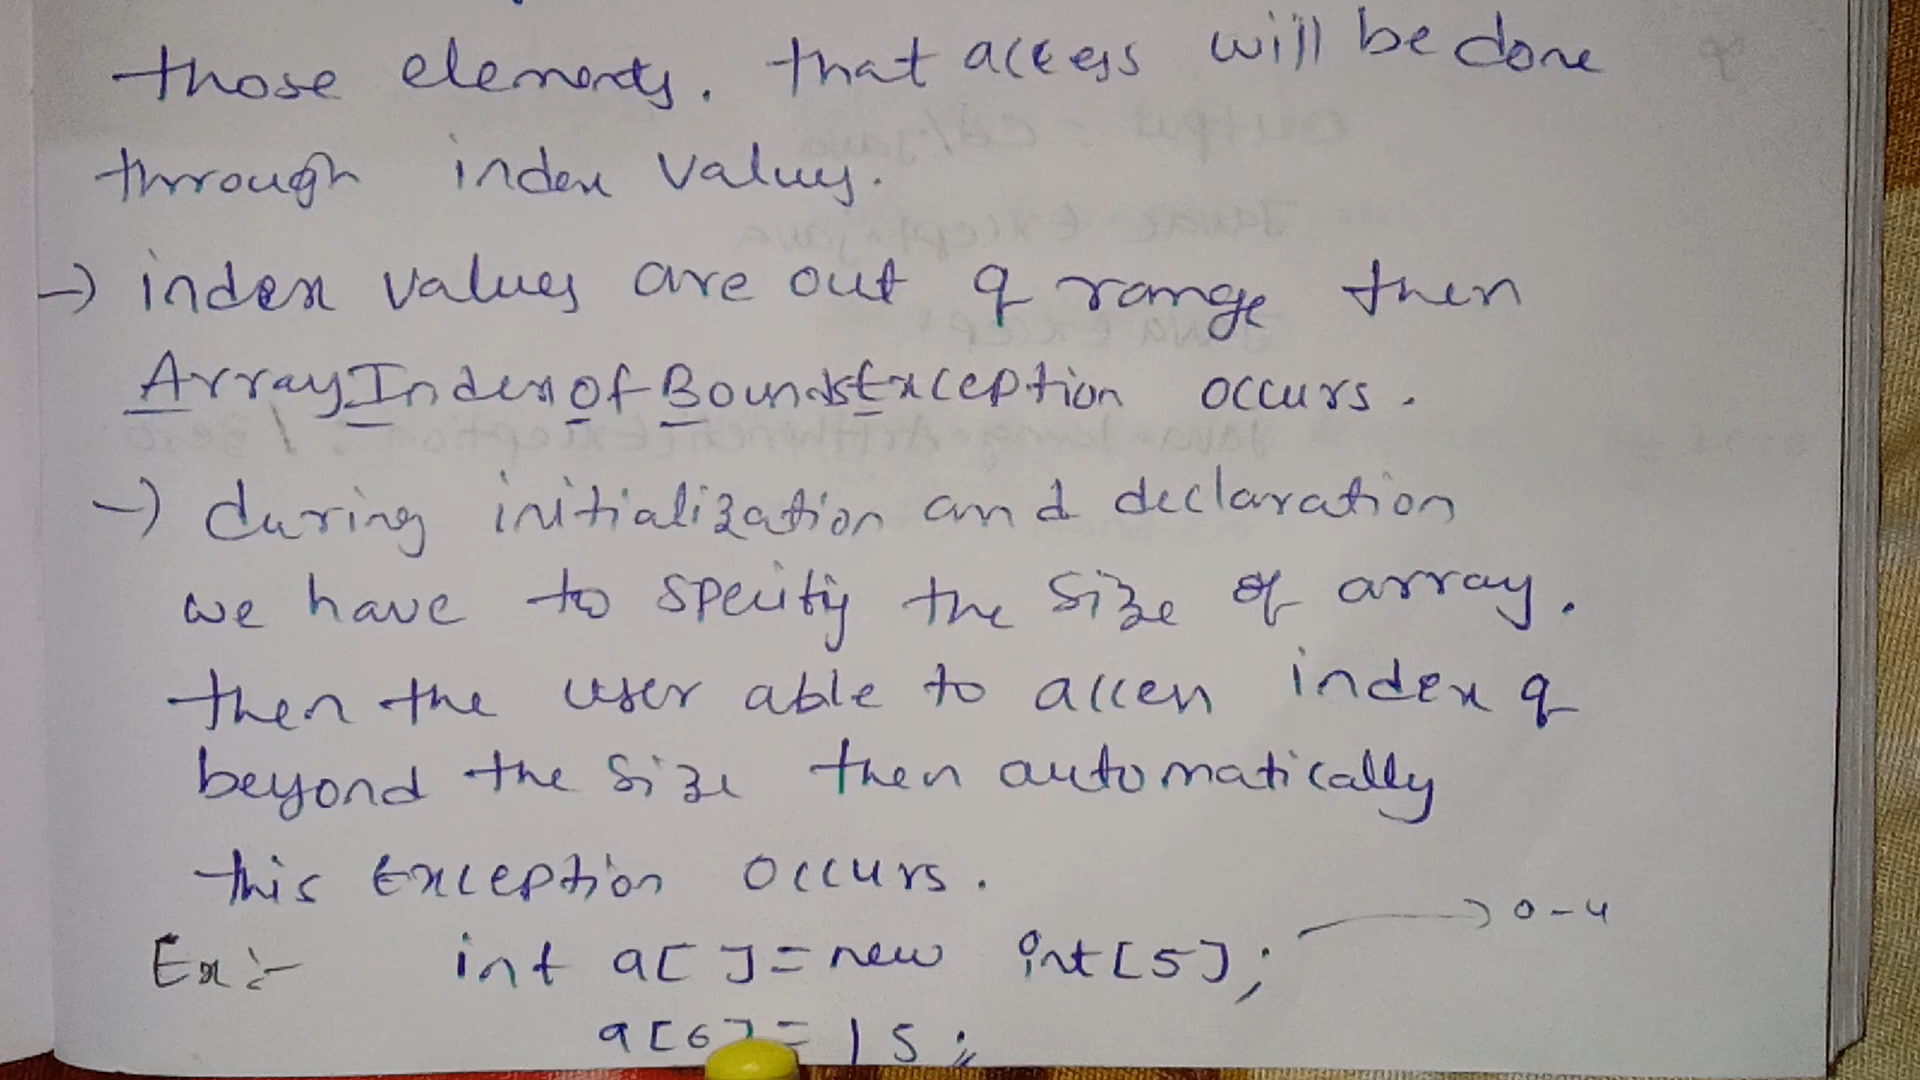 those elements. that access will be done
through index values.
→ index values are out of range then
ArrayIndexOfBoundsException occurs.
→ during initialization and declaration
we have to specify the size of array.
then the user able to access index of
beyond the size then automatically
this Exception occurs.
Ex:- int a[ ] = new int[5]; → 0-4
a[6] = 15;